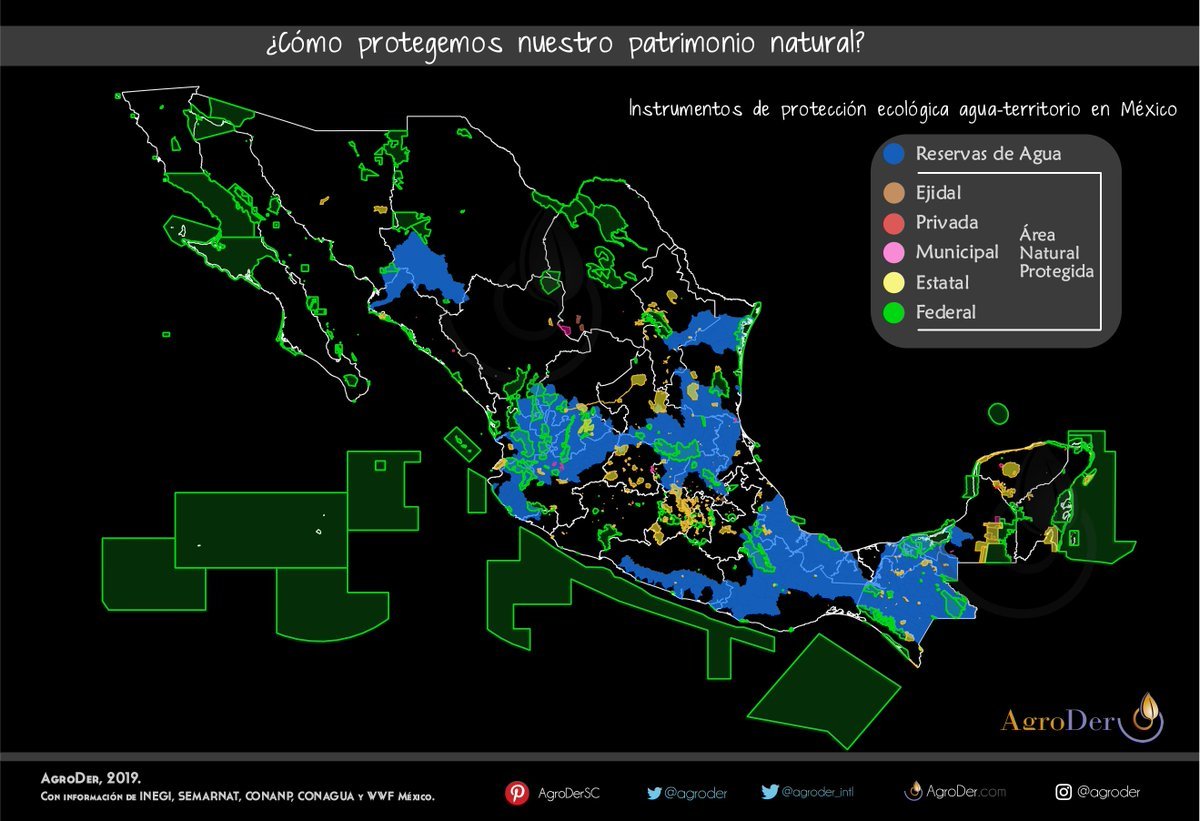 ¿Cómo protegemos nuestro patrimonio natural?
Instrumentos de protección ecológica agua-territorio en México
Reservas de Agua
Ejidal
Privada
Municipal
Estatal
Federal
Área
Natural
Protegida
AgroDer
AgroDer, 2019.
Con información de INEGI, SEMARNAT, CONANP, CONAGUA y WWF México.
AgroDerSC
@agroder
@agroder_intl
AgroDer.com
@agroder